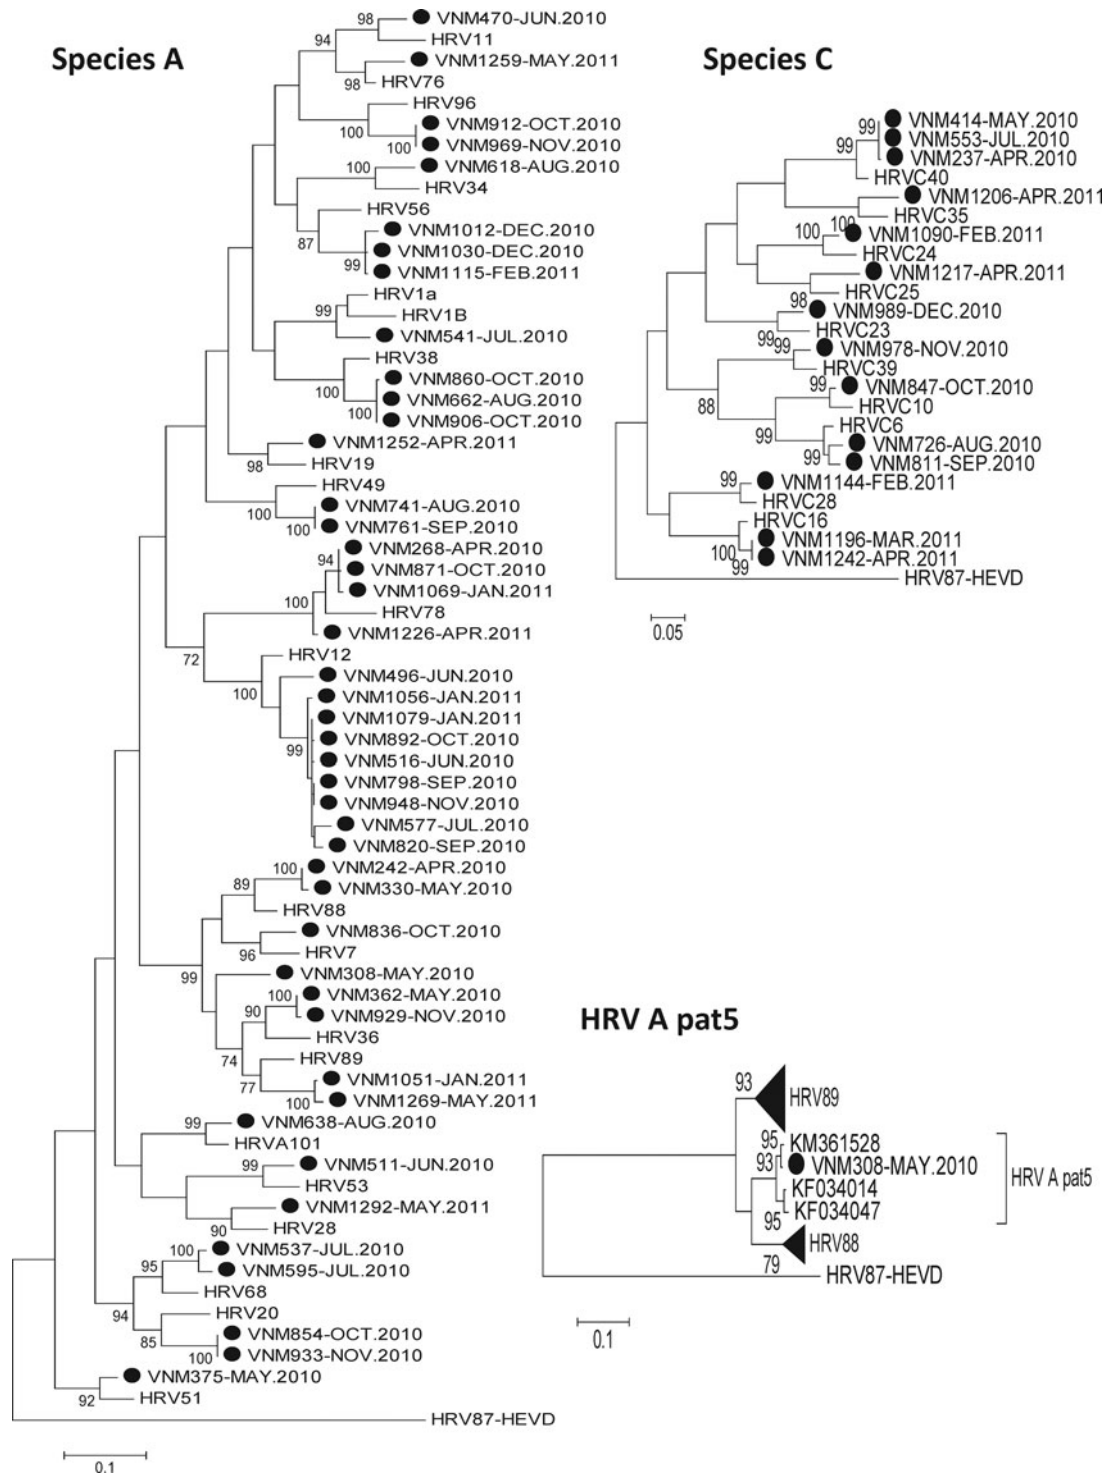 Species A
98
VNM470-JUN.2010
94
HRV11
VNM1259-MAY.2011
98
HRV76
HRV96
VNM912-OCT.2010
100
100
VNM969-NOV.2010
100
VNM618-AUG.2010
HRV34
HRV56
VNM1012-DEC.2010
87
VNM1030-DEC.2010
99
VNM1115-FEB.2011
HRV1a
99
HRV1B
VNM541-JUL.2010
HRV38
VNM860-OCT.2010
100
VNM662-AUG.2010
100
VNM906-OCT.2010
VNM1252-APR.2011
98
HRV19
HRV49
VNM741-AUG.2010
100
100
VNM761-SEP.2010
VNM268-APR.2010
94
VNM871-OCT.2010
VNM1069-JAN.2011
100
HRV78
VNM1226-APR.2011
72
HRV12
VNM496-JUN.2010
100
VNM1056-JAN.2011
VNM1079-JAN.2011
VNM892-OCT.2010
99
VNM516-JUN.2010
VNM798-SEP.2010
VNM948-NOV.2010
VNM577-JUL.2010
VNM820-SEP.2010
100
VNM242-APR.2010
89
VNM330-MAY.2010
HRV88
VNM836-OCT.2010
96
HRV7
99
VNM308-MAY.2010
100
VNM362-MAY.2010
90
VNM929-NOV.2010
HRV36
74
HRV89
77
VNM1051-JAN.2011
100
VNM1269-MAY.2011
99
VNM638-AUG.2010
HRVA101
99
VNM511-JUN.2010
HRV53
VNM1292-MAY.2011
90
HRV28
100
VNM537-JUL.2010
95
VNM595-JUL.2010
HRV68
94
HRV20
85
VNM854-OCT.2010
100
VNM933-NOV.2010
VNM375-MAY.2010
92
HRV51
HRV87-HEVD
0.1
Species C
99
VNM414-MAY.2010
99
VNM553-JUL.2010
VNM237-APR.2010
HRVC40
VNM1206-APR.2011
100
HRVC35
100
VNM1090-FEB.2011
HRVC24
VNM1217-APR.2011
HRVC25
98
VNM989-DEC.2010
HRVC23
99
99
VNM978-NOV.2010
HRVC39
99
VNM847-OCT.2010
88
HRVC10
99
HRVC6
VNM726-AUG.2010
99
VNM811-SEP.2010
99
VNM1144-FEB.2011
HRVC28
HRVC16
VNM1196-MAR.2011
100
99
VNM1242-APR.2011
HRV87-HEVD
0.05
HRV A pat5
93
HRV89
95
KM361528
93
VNM308-MAY.2010
HRV A pat5
KF034014
95
KF034047
HRV88
79
HRV87-HEVD
0.1